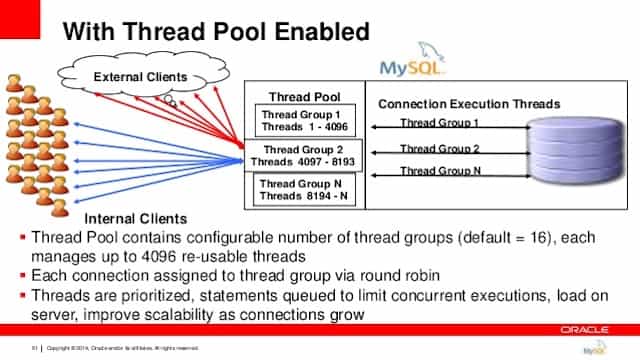 With Thread Pool Enabled
External Clients
MySQL
Thread Pool
Connection Execution Threads
Thread Group 1
Threads 1 - 4096
Thread Group 1
Thread Group 2
Threads 4097 - 8193
Thread Group 2
Thread Group N
Threads 8194 - N
Thread Group N
Internal Clients
Thread Pool contains configurable number of thread groups (default = 16), each
manages up to 4096 re-usable threads
Each connection assigned to thread group via round robin
Threads are prioritized, statements queued to limit concurrent executions, load on
server, improve scalability as connections grow
ORACLE
Oracle and/or its affiliates. All rights reserved.
MySQL